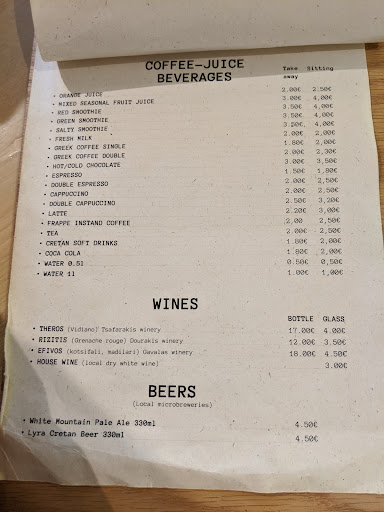 COFFEE-JUICE
BEVERAGES
Take away Sitting
• ORANGE JUICE 2.00€ 2.50€
• MIXED SEASONAL FRUIT JUICE 3.00€ 4,00€
• RED SMOOTHIE 3.50€ 4,00€
• GREEN SMOOTHIE 3.50€ 4,00€
• SALTY SMOOTHIE 3.50€ 4,00€
• FRESH MILK 2.00€ 2,00€
• GREEK COFFEE SINGLE 1.60€ 2,00€
• GREEK COFFEE DOUBLE 2.00€ 2,30€
• HOT/COLD CHOCOLATE 3.00€ 3,50€
• ESPRESSO 1.50€ 1,80€
• DOUBLE ESPRESSO 2.00€ 2,50€
• CAPPUCCINO 2.00€ 2,50€
• DOUBLE CAPPUCCINO 2.50€ 3,20€
• LATTE 2.20€ 3,00€
• FRAPPE INSTAND COFFEE 2,00 2,50€
• TEA 2.00€ 2,50€
• CRETAN SOFT DRINKS 1.80€ 2,00€
• COCA COLA 1.80€ 2,00€
• WATER 0.5l 0.50€ 0,50€
• WATER 1l 1.00€ 1,00€
WINES
BOTTLE GLASS
• THEROS (Vidiano) Tsafarakis winery 17.00€ 4.00€
• RIZITIS (Grenache rouge) Dourakis winery 12.00€ 3.50€
• EFIVOS (kotsifali, madilari) Gavalas winery 18.00€ 4.50€
• HOUSE WINE (local dry white wine) 3.00€
BEERS
(Local microbreweries)
• White Mountain Pale Ale 330ml 4.50€
• Lyra Cretan Beer 330ml 4.50€